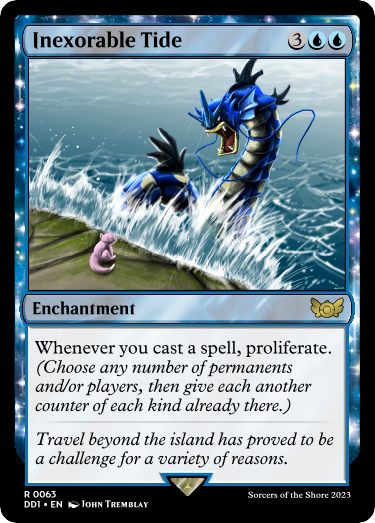 Inexorable Tide 3
Enchantment
Whenever you cast a spell, proliferate.
(Choose any number of permanents
and/or players, then give each another
counter of each kind already there.)
Travel beyond the island has proved to be
a challenge for a variety of reasons.
R 0063
DD1 • EN John Tremblay
Sorcers of the Shore 2023